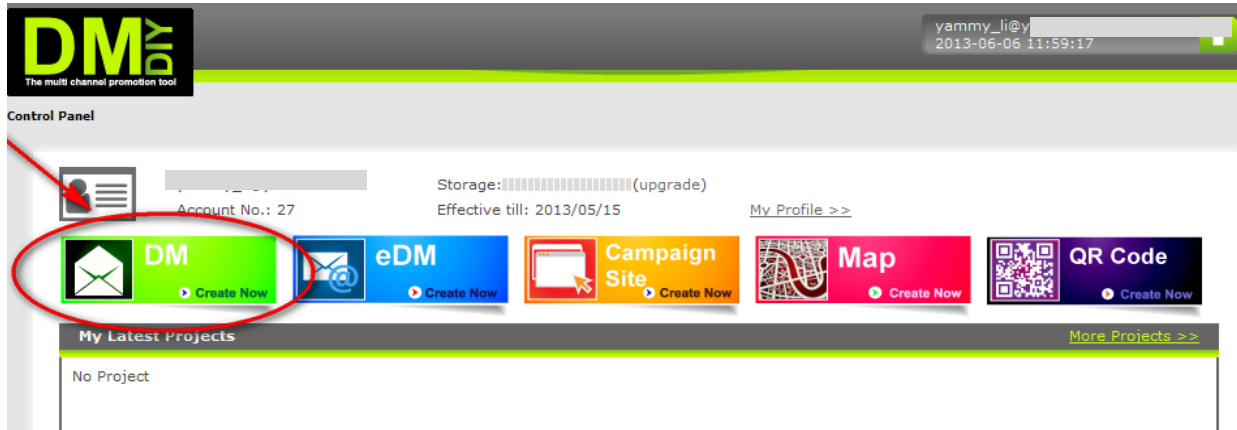 DM DIY
The multi channel promotion tool
yammy_li@y
2013-06-06 11:59:17
Control Panel
Storage: (upgrade)
Account No.: 27
Effective till: 2013/05/15
My Profile >>
DM
Create Now
eDM
Create Now
Campaign
Site
Create Now
Map
Create Now
QR Code
Create Now
My Latest Projects
More Projects >>
No Project